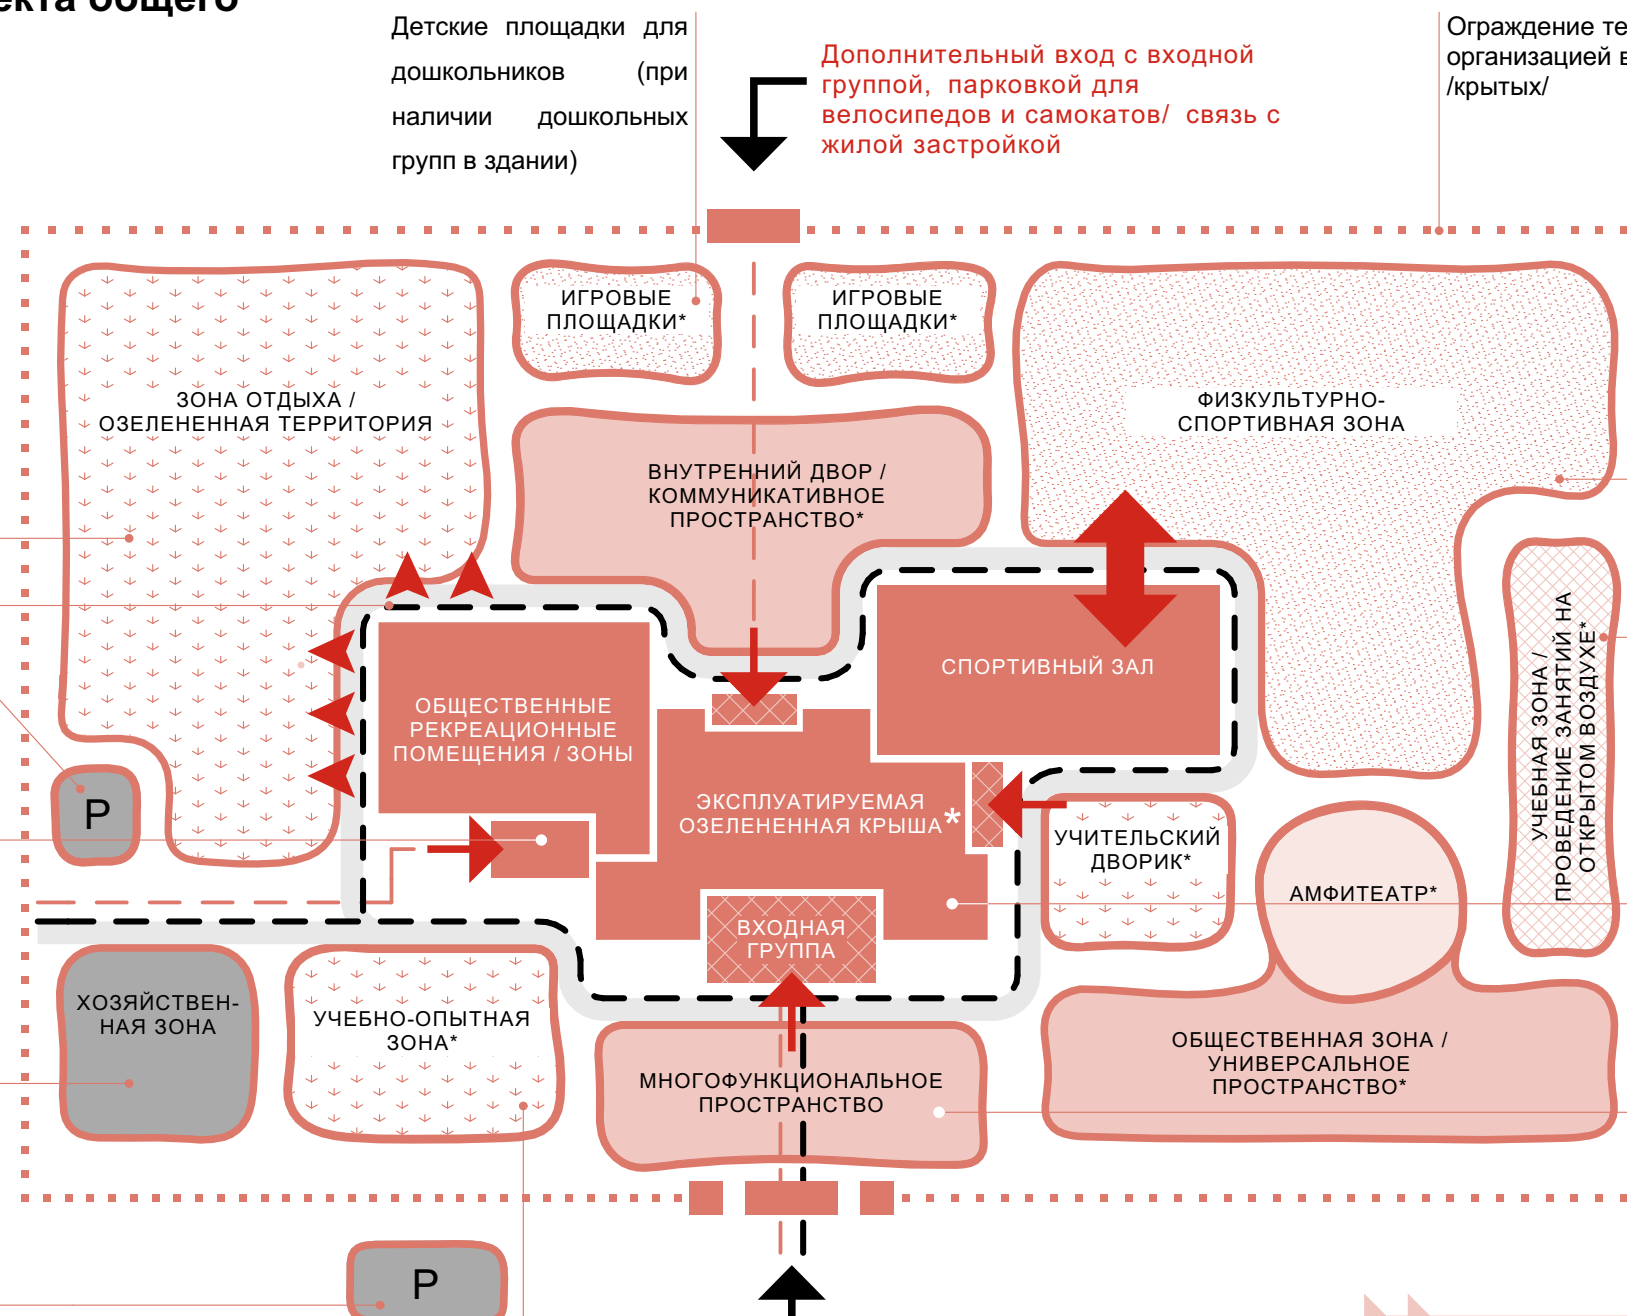 общего
Детские площадки для
дошкольников (при
наличии дошкольных
групп в здании)
Дополнительный вход с входной
группой, парковкой для
велосипедов и самокатов/ связь с
жилой застройкой
Ограждение
организацией
/крытых/
ЗОНА ОТДЫХА /
ОЗЕЛЕНЕННАЯ ТЕРРИТОРИЯ
ИГРОВЫЕ
ПЛОЩАДКИ*
ИГРОВЫЕ
ПЛОЩАДКИ*
ФИЗКУЛЬТУРНО-
СПОРТИВНАЯ ЗОНА
ВНУТРЕННИЙ ДВОР /
КОММУНИКАТИВНОЕ
ПРОСТРАНСТВО*
СПОРТИВНЫЙ ЗАЛ
ОБЩЕСТВЕННЫЕ
РЕКРЕАЦИОННЫЕ
ПОМЕЩЕНИЯ / ЗОНЫ
УЧЕБНАЯ ЗОНА /
ПРОВЕДЕНИЕ ЗАНЯТИЙ НА
ОТКРЫТОМ ВОЗДУХЕ*
P
ЭКСПЛУАТИРУЕМАЯ
ОЗЕЛЕНЕННАЯ КРЫША*
УЧИТЕЛЬСКИЙ
ДВОРИК*
АМФИТЕАТР*
ВХОДНАЯ
ГРУППА
ХОЗЯЙСТВЕН-
НАЯ ЗОНА
УЧЕБНО-ОПЫТНАЯ
ЗОНА*
МНОГОФУНКЦИОНАЛЬНОЕ
ПРОСТРАНСТВО
ОБЩЕСТВЕННАЯ ЗОНА /
УНИВЕРСАЛЬНОЕ
ПРОСТРАНСТВО*
P